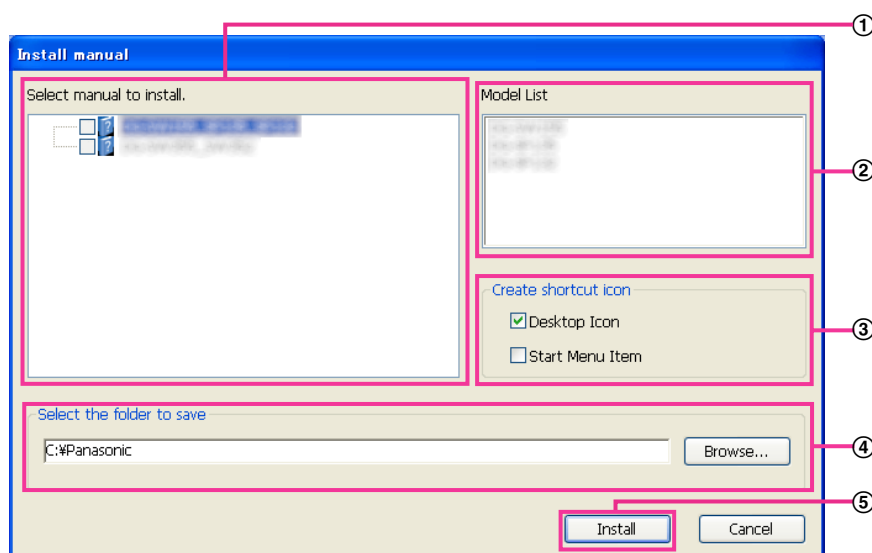 ①
Install manual
Select manual to install.
Model List
②
Create shortcut icon
Desktop Icon
③
Start Menu Item
Select the folder to save
C:¥Panasonic
Browse...
④
⑤
Install
Cancel